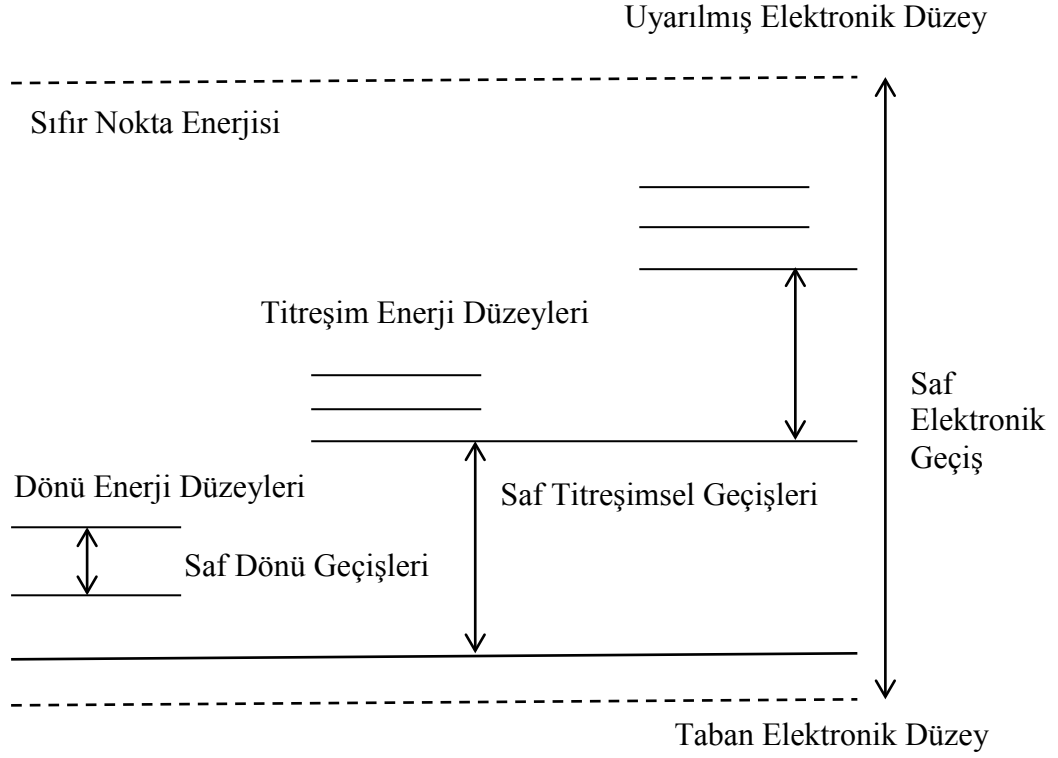 Uyarılmış Elektronik Düzey
Sıfır Nokta Enerjisi
Titreşim Enerji Düzeyleri
Saf
Elektronik
Geçiş
Dönü Enerji Düzeyleri
Saf Titreşimsel Geçişleri
Saf Dönü Geçişleri
Taban Elektronik Düzey